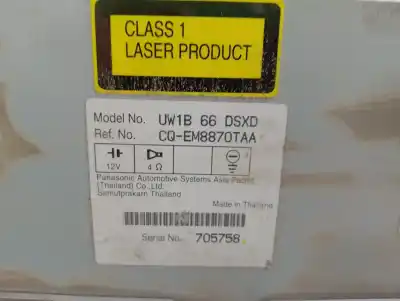 CLASS 1
LASER PRODUCT
Model No. UW1B 66 DSXD
Ref. No. CQ-EM8870TAA
12V 4 Ω
Panasonic Automotive Systems Asia Pacific
(Thailand) Co.,Ltd.
Samutprakarn Thailand
Made in Thailand
Serial No. 705758